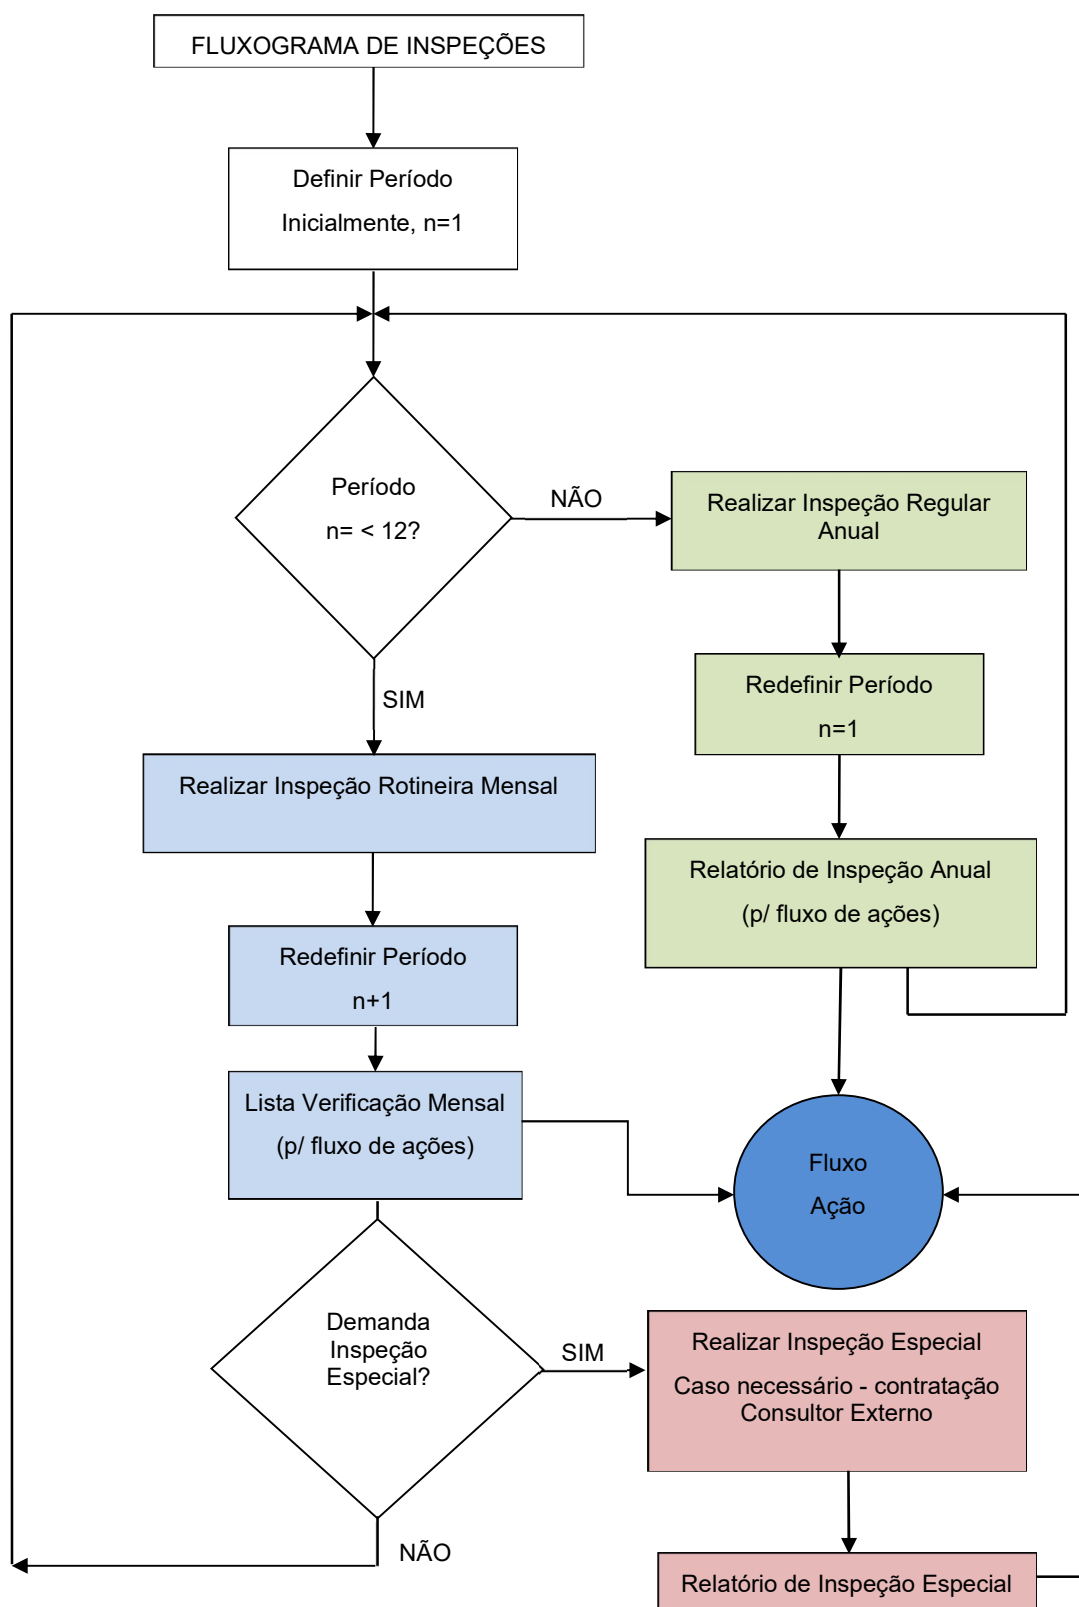 FLUXOGRAMA DE INSPEÇÕES
Definir Período
Inicialmente, n=1
Período
n= < 12?
NÃO
Realizar Inspeção Regular
Anual
SIM
Redefinir Período
n=1
Realizar Inspeção Rotineira Mensal
Relatório de Inspeção Anual
(p/ fluxo de ações)
Redefinir Período
n+1
Lista Verificação Mensal
(p/ fluxo de ações)
Fluxo
Ação
Demanda
Inspeção
Especial?
SIM
Realizar Inspeção Especial
Caso necessário - contratação
Consultor Externo
NÃO
Relatório de Inspeção Especial